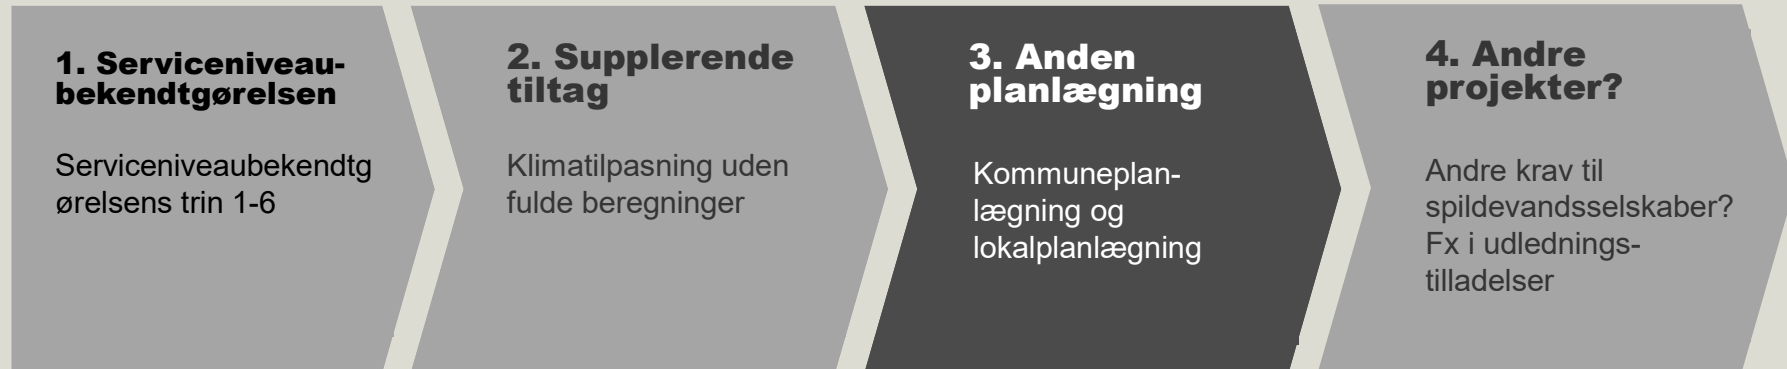 1. Serviceniveau-
bekendtgørelsen
Serviceniveaubekendtg
ørelsens trin 1-6
2. Supplerende
tiltag
Klimatilpasning uden
fulde beregninger
3. Anden
planlægning
Kommuneplan-
lægning og
lokalplanlægning
4. Andre
projekter?
Andre krav til
spildevandsselskaber?
Fx i udlednings-
tilladelser